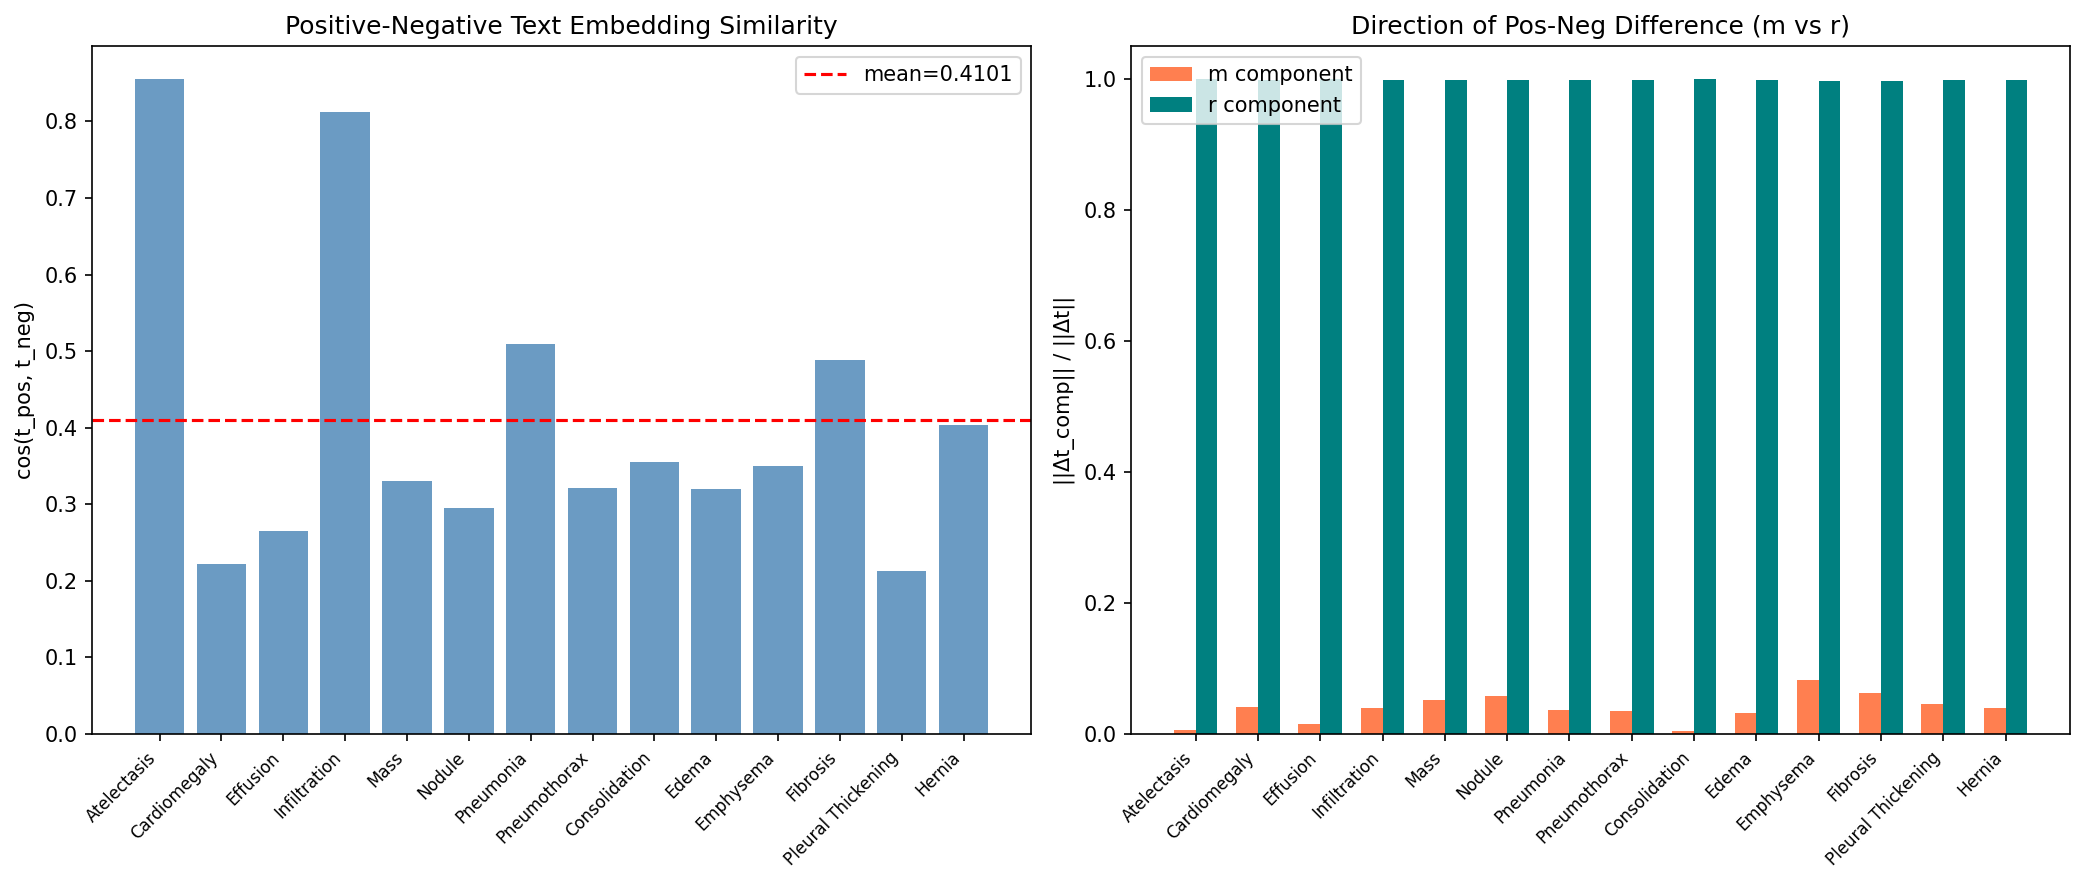 Positive-Negative Text Embedding Similarity
cos(t_pos, t_neg)
0.8
0.7
0.6
0.5
0.4
0.3
0.2
0.1
0.0
mean=0.4101
Atelectasis
Cardiomegaly
Effusion
Infiltration
Mass
Nodule
Pneumonia
Pneumothorax
Consolidation
Edema
Emphysema
Fibrosis
Pleural Thickening
Hernia
Direction of Pos-Neg Difference (m vs r)
||Δt_comp|| / ||Δt||
1.0
0.8
0.6
0.4
0.2
0.0
m component
r component
Atelectasis
Cardiomegaly
Effusion
Infiltration
Mass
Nodule
Pneumonia
Pneumothorax
Consolidation
Edema
Emphysema
Fibrosis
Pleural Thickening
Hernia